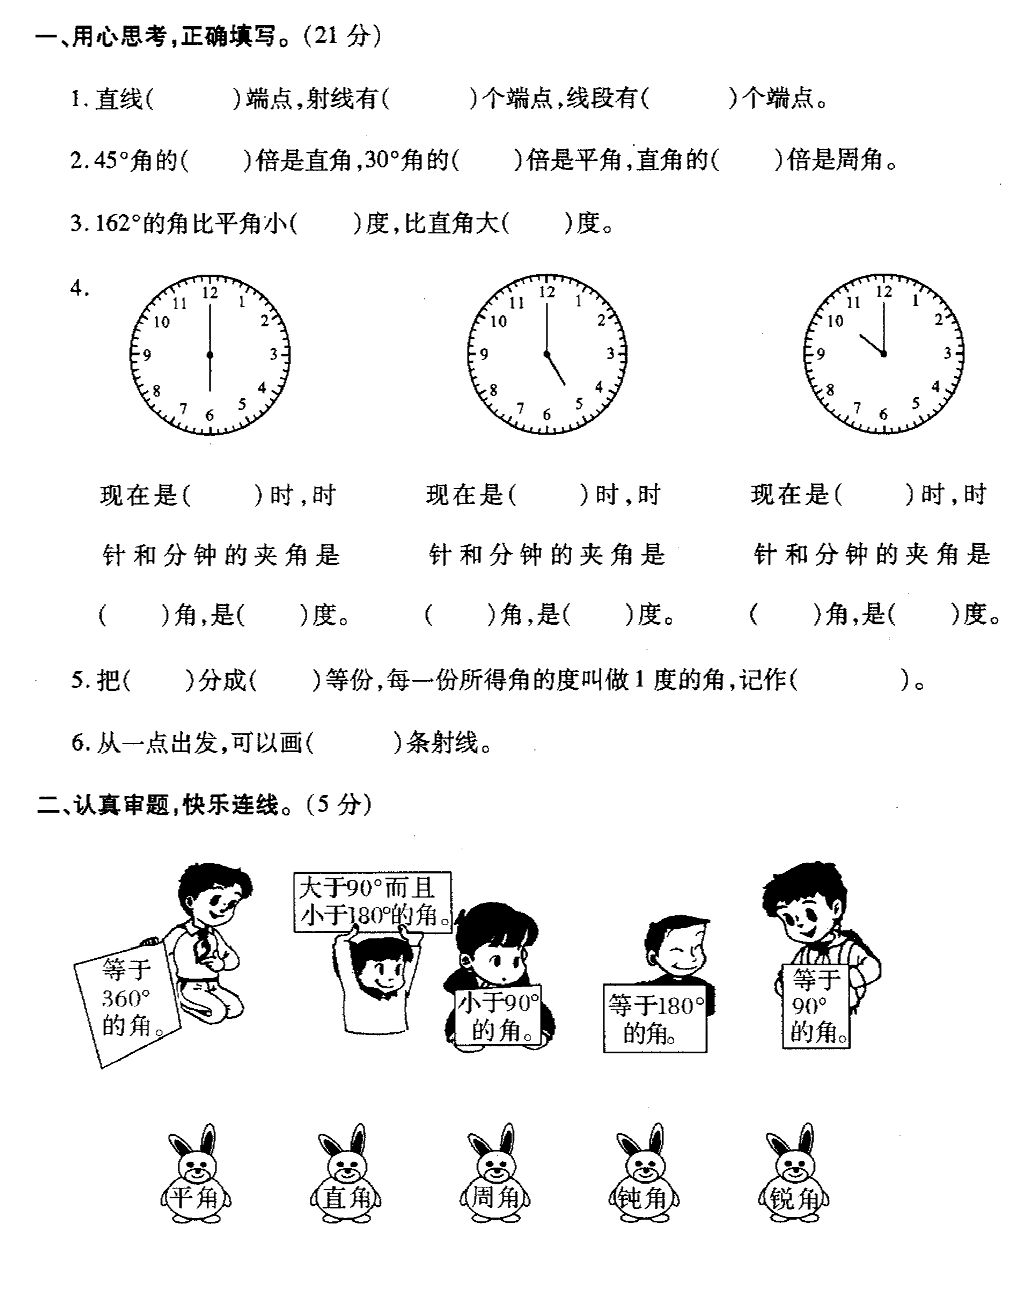 一、用心思考,正确填写。(21 分)
1. 直线(  )端点,射线有(  )个端点,线段有(  )个端点。
2. 45°角的(  )倍是直角,30°角的(  )倍是平角,直角的(  )倍是周角。
3. 162°的角比平角小(  )度,比直角大(  )度。
4.
12 1 2 3 4 5 6 7 8 9 10 11
12 1 2 3 4 5 6 7 8 9 10 11
12 1 2 3 4 5 6 7 8 9 10 11
现在是(  )时,时
针和分钟的夹角是
(  )角,是(  )度。
现在是(  )时,时
针和分钟的夹角是
(  )角,是(  )度。
现在是(  )时,时
针和分钟的夹角是
(  )角,是(  )度。
5. 把(  )分成(  )等份,每一份所得角的度叫做 1 度的角,记作(  )。
6. 从一点出发,可以画(  )条射线。
二、认真审题,快乐连线。(5 分)
等于
360°
的角。
大于90°而且
小于180°的角。
小于90°
的角。
等于180°
的角。
等于
90°
的角。
平角
直角
周角
钝角
锐角